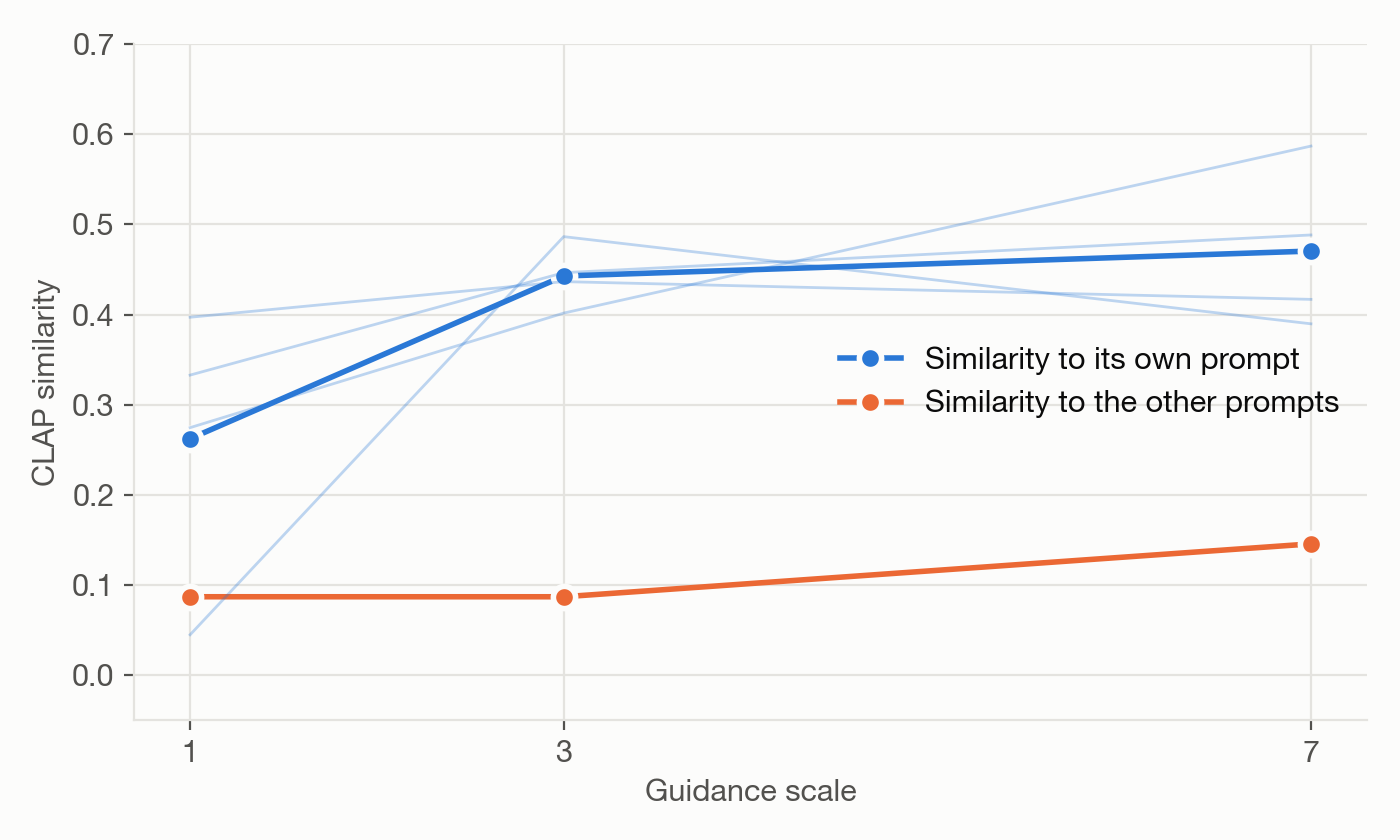 0.7
0.6
0.5
0.4
0.3
0.2
0.1
0.0
CLAP similarity
Similarity to its own prompt
Similarity to the other prompts
1
3
7
Guidance scale